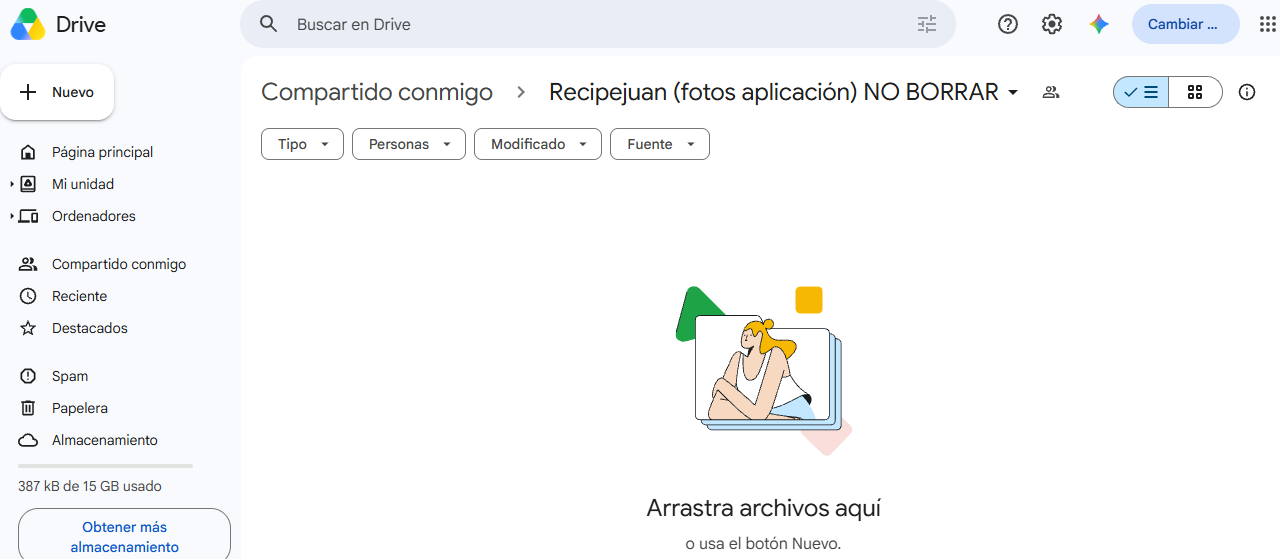 Drive
Buscar en Drive
Cambiar ...
Nuevo
Compartido conmigo
Recipejuan (fotos aplicación) NO BORRAR
Tipo
Personas
Modificado
Fuente
Página principal
Mi unidad
Ordenadores
Compartido conmigo
Reciente
Destacados
Spam
Papelera
Almacenamiento
387 kB de 15 GB usado
Obtener más
almacenamiento
Arrastra archivos aquí
o usa el botón Nuevo.